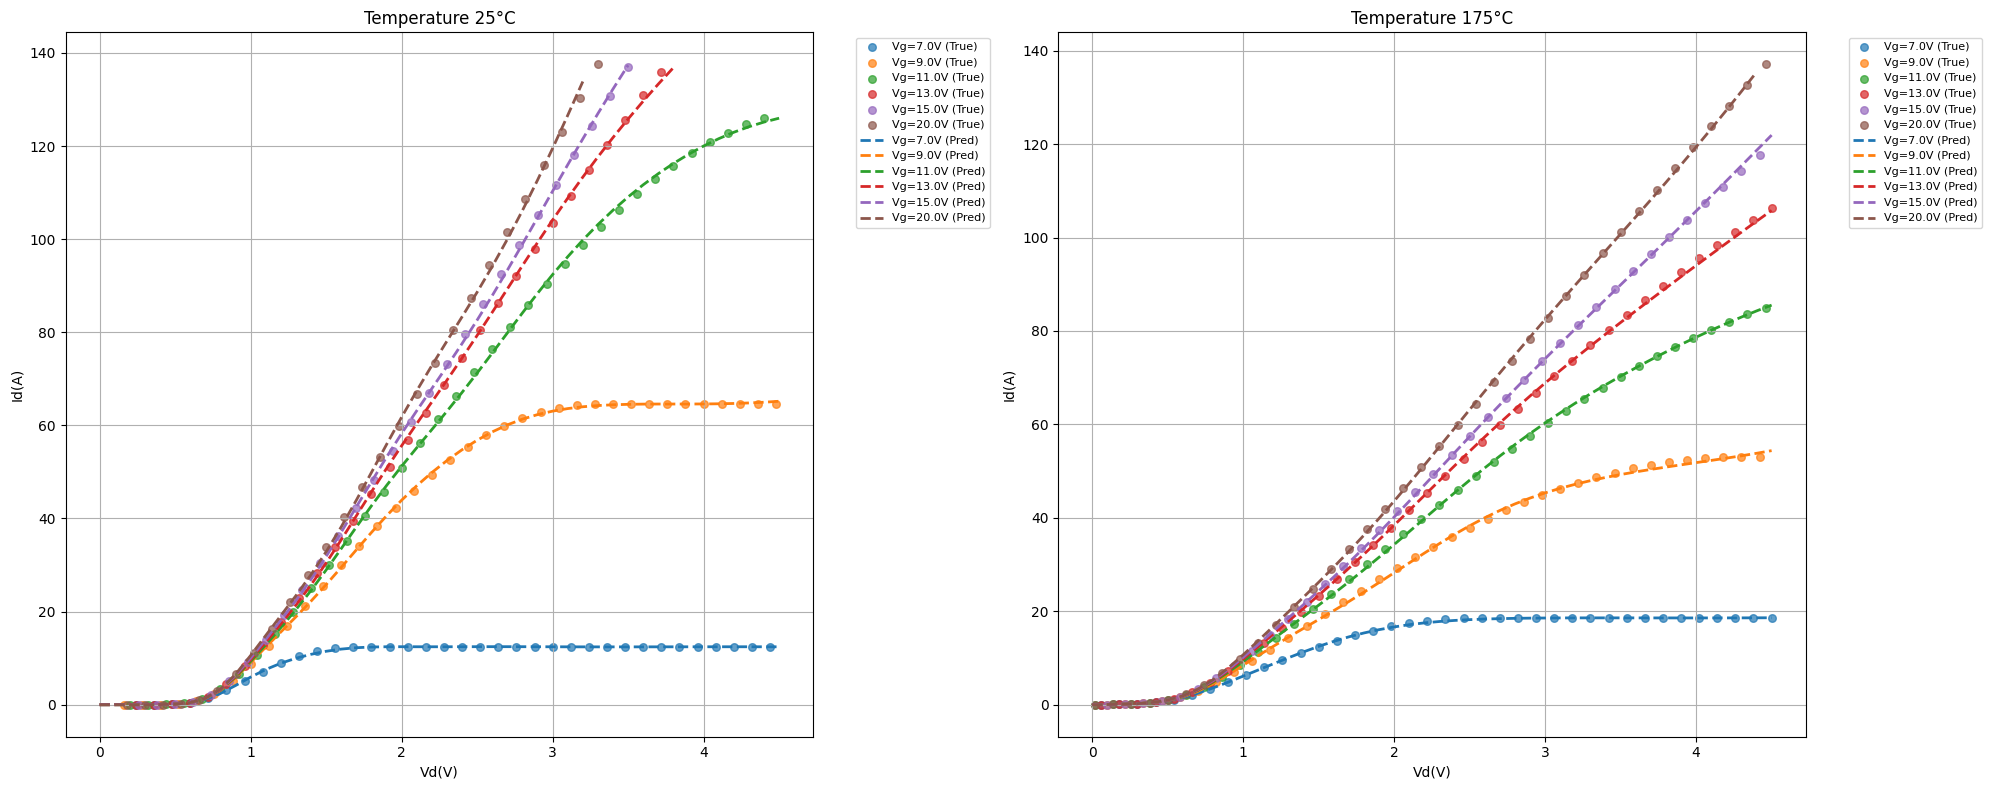 Temperature 25°C
140
120
100
80
60
40
20
0
Id(A)
0
1
2
3
4
Vd(V)
Vg=7.0V (True)
Vg=9.0V (True)
Vg=11.0V (True)
Vg=13.0V (True)
Vg=15.0V (True)
Vg=20.0V (True)
Vg=7.0V (Pred)
Vg=9.0V (Pred)
Vg=11.0V (Pred)
Vg=13.0V (Pred)
Vg=15.0V (Pred)
Vg=20.0V (Pred)
Temperature 175°C
140
120
100
80
60
40
20
0
Id(A)
0
1
2
3
4
Vd(V)
Vg=7.0V (True)
Vg=9.0V (True)
Vg=11.0V (True)
Vg=13.0V (True)
Vg=15.0V (True)
Vg=20.0V (True)
Vg=7.0V (Pred)
Vg=9.0V (Pred)
Vg=11.0V (Pred)
Vg=13.0V (Pred)
Vg=15.0V (Pred)
Vg=20.0V (Pred)